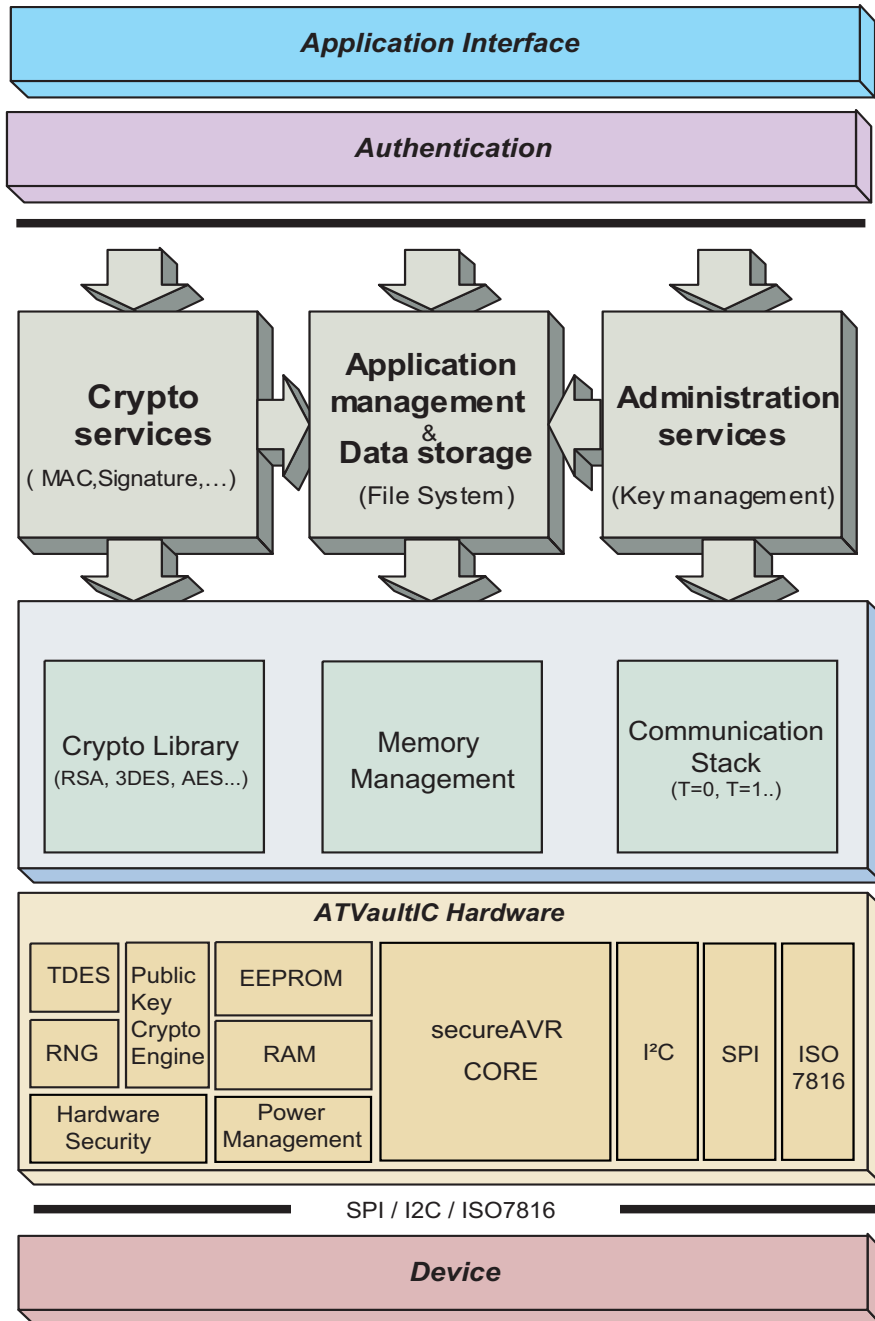 Application Interface
Authentication
Crypto
services
( MAC,Signature,...)
Application
management
&
Data storage
(File System)
Administration
services
(Key management)
Crypto Library
(RSA, 3DES, AES...)
Memory
Management
Communication
Stack
(T=0, T=1..)
ATVaultIC Hardware
TDES
RNG
Public
Key
Crypto
Engine
Hardware
Security
EEPROM
RAM
Power
Management
secureAVR
CORE
I²C
SPI
ISO
7816
SPI / I2C / ISO7816
Device